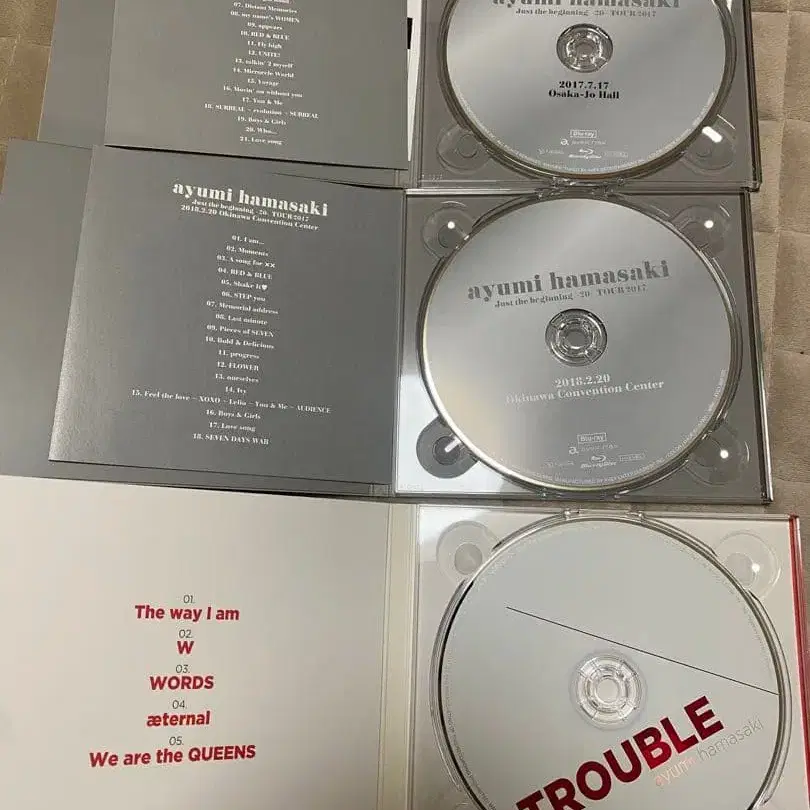 07. Distant Memories
08. my name's WOMEN
09. appears
10. RED & BLUE
11. Fly high
12. UNITE!
13. talkin' 2 myself
14. Microcle World
15. Voyage
16. Movin' on without you
17. You & Me
18. SURREAL ~ evolution ~ SURREAL
19. Boys & Girls
20. Who...
21. Love song
ayumi hamasaki
Just the beginning -20- TOUR 2017
2017.7.17
Osaka-Jo Hall
Blu-ray
ayumi hamasaki
Just the beginning -20- TOUR 2017
2018.2.20 Okinawa Convention Center
01. I am...
02. Moments
03. A song for ××
04. RED & BLUE
05. Shake It♥
06. STEP you
07. Memorial address
08. Last minute
09. Pieces of SEVEN
10. Bold & Delicious
11. progress
12. FLOWER
13. ourselves
14. Ivy
15. Feel the love ~ XOXO ~ Lelio ~ You & Me ~ AUDIENCE
16. Boys & Girls
17. Love song
18. SEVEN DAYS WAR
ayumi hamasaki
Just the beginning -20- TOUR 2017
2018.2.20
Okinawa Convention Center
Blu-ray
01.
The way I am
02.
W
03.
WORDS
04.
æternal
05.
We are the QUEENS
TROUBLE
ayumi hamasaki